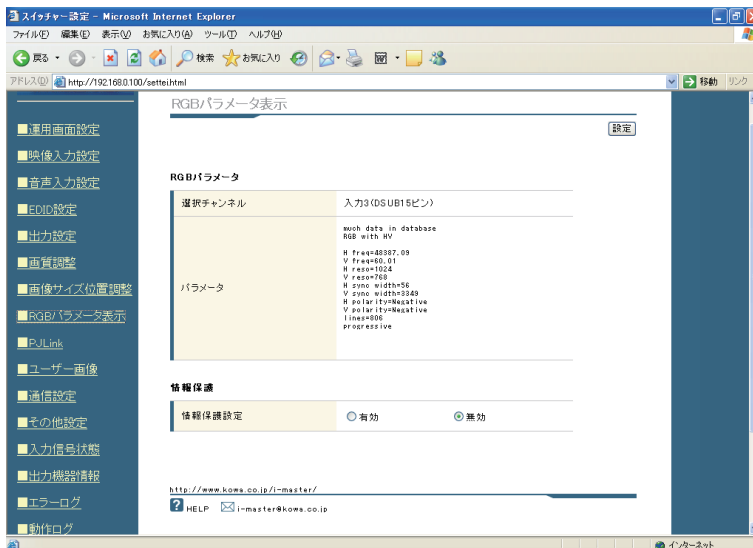 スイッチャー設定 - Microsoft Internet Explorer
ファイル(F) 編集(E) 表示(V) お気に入り(A) ツール(T) ヘルプ(H)
戻る 検索 お気に入り
アドレス(D) http://192.168.0.100/settei.html 移動 リンク
RGBパラメータ表示
設定
■運用画面設定
■映像入力設定
■音声入力設定
■EDID設定
■出力設定
■画質調整
■画像サイズ位置調整
■RGBパラメータ表示
■PJLink
■ユーザー画像
■通信設定
■その他設定
■入力信号状態
■出力機器情報
■エラーログ
■動作ログ
RGBパラメータ
選択チャンネル 入力3(DSUB15ピン)
パラメータ
much data in database
RGB with HV
H freq=48387.09
V freq=60.01
H reso=1024
V reso=768
H sync width=56
V sync width=3349
H polarity=Negative
V polarity=Negative
lines=806
progressive
情報保護
情報保護設定 有効 無効
http://www.kowa.co.jp/i-master/
? HELP i-master@kowa.co.jp
インターネット